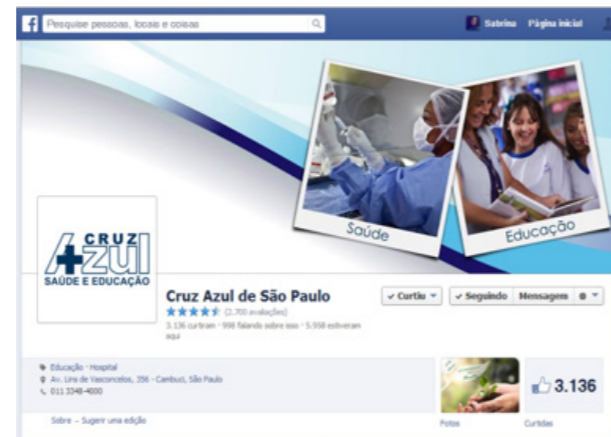 f Pesquise pessoas, locais e coisas
Sabrina Página inicial
Saúde
Educação
CRUZ
Azul
SAÚDE E EDUCAÇÃO
Cruz Azul de São Paulo
(2.700 avaliações)
3.136 curtiram · 998 falando sobre isso · 5.958 estiveram
aqui
✓ Curtiu
✓ Seguindo
Mensagem
Educação · Hospital
Av. Lins de Vasconcelos, 356 - Cambuci, São Paulo
011 3348-4000
Sobre – Sugerir uma edição
3.136
Fotos
Curtidas